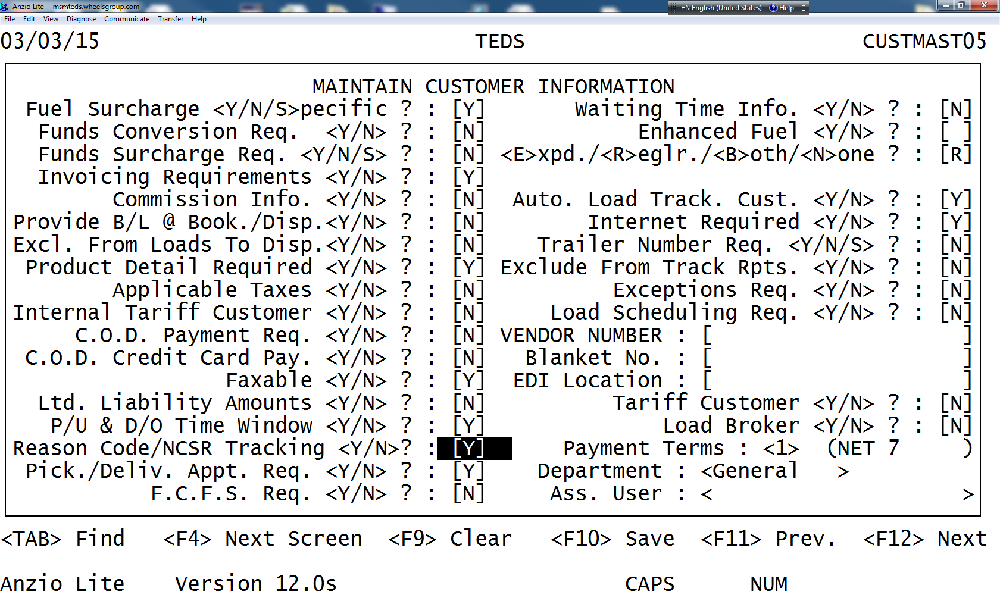 Anzio Lite - msmteds.wheelsgroup.com
EN English (United States) Help
File Edit View Diagnose Communicate Transfer Help
03/03/15 TEDS CUSTMAST05
MAINTAIN CUSTOMER INFORMATION
Fuel Surcharge <Y/N/S>pecific ? : [Y] Waiting Time Info. <Y/N> ? : [N]
Funds Conversion Req. <Y/N> ? : [N] Enhanced Fuel <Y/N> ? : [ ]
Funds Surcharge Req. <Y/N/S> ? : [N] <E>xpd./<R>eglr./<B>oth/<N>one ? : [R]
Invoicing Requirements <Y/N> ? : [Y]
Commission Info. <Y/N> ? : [N] Auto. Load Track. Cust. <Y/N> ? : [Y]
Provide B/L @ Book./Disp.<Y/N> ? : [N] Internet Required <Y/N> ? : [Y]
Excl. From Loads To Disp.<Y/N> ? : [N] Trailer Number Req. <Y/N/S> ? : [N]
Product Detail Required <Y/N> ? : [Y] Exclude From Track Rpts. <Y/N> ? : [N]
Applicable Taxes <Y/N> ? : [N] Exceptions Req. <Y/N> ? : [N]
Internal Tariff Customer <Y/N> ? : [N] Load Scheduling Req. <Y/N> ? : [N]
C.O.D. Payment Req. <Y/N> ? : [N] VENDOR NUMBER : [ ]
C.O.D. Credit Card Pay. <Y/N> ? : [N] Blanket No. : [ ]
Faxable <Y/N> ? : [Y] EDI Location : [ ]
Ltd. Liability Amounts <Y/N> ? : [N] Tariff Customer <Y/N> ? : [N]
P/U & D/O Time Window <Y/N> ? : [Y] Load Broker <Y/N> ? : [N]
Reason Code/NCSR Tracking <Y/N>? : [Y] Payment Terms : <1> (NET 7 )
Pick./Deliv. Appt. Req. <Y/N> ? : [Y] Department : <General >
F.C.F.S. Req. <Y/N> ? : [N] Ass. User : < >
<TAB> Find <F4> Next Screen <F9> Clear <F10> Save <F11> Prev. <F12> Next
Anzio Lite Version 12.0s CAPS NUM